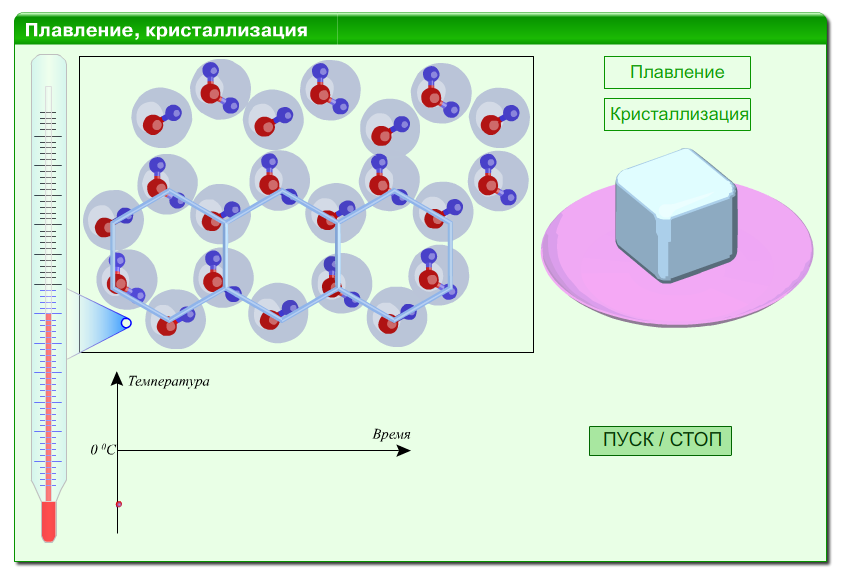 Плавление, кристаллизация
Плавление
Кристаллизация
Температура
Время
0 ⁰C
ПУСК / СТОП